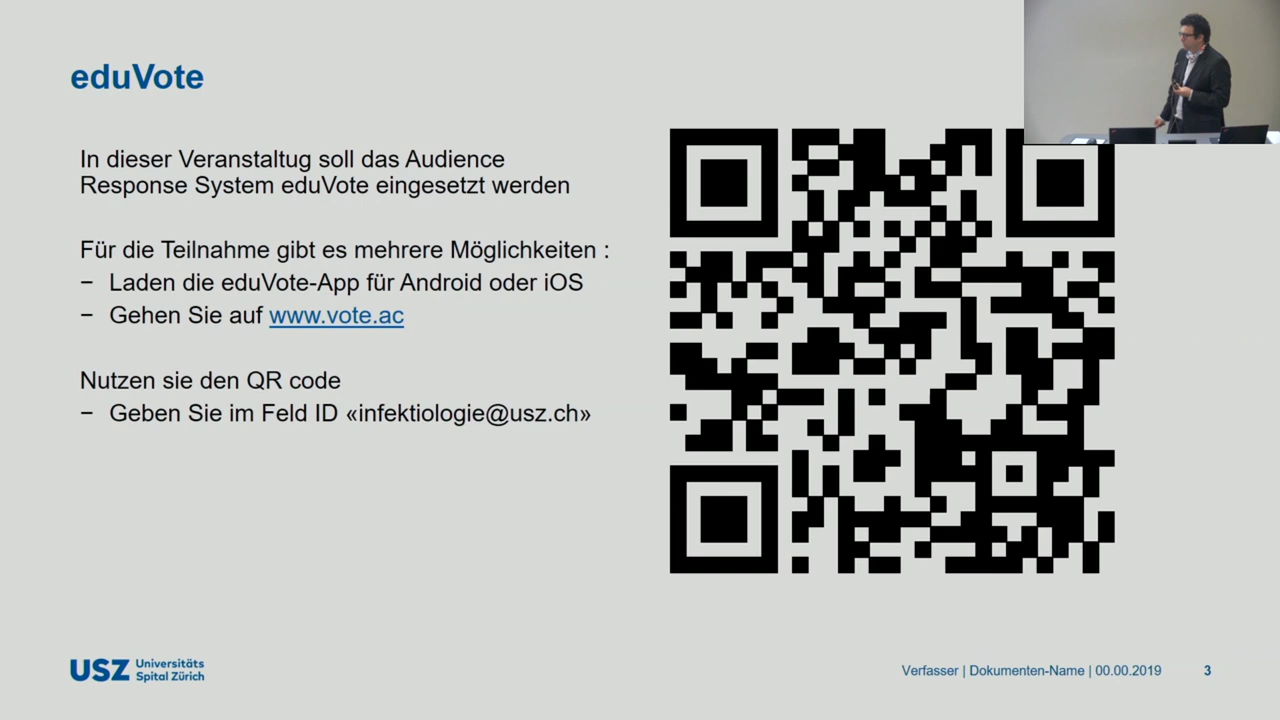 eduVote
In dieser Veranstaltug soll das Audience
Response System eduVote eingesetzt werden
Für die Teilnahme gibt es mehrere Möglichkeiten :
− Laden die eduVote-App für Android oder iOS
− Gehen Sie auf www.vote.ac
Nutzen sie den QR code
− Geben Sie im Feld ID «infektiologie@usz.ch»
USZ Universitäts
Spital Zürich
Verfasser | Dokumenten-Name | 00.00.2019 3